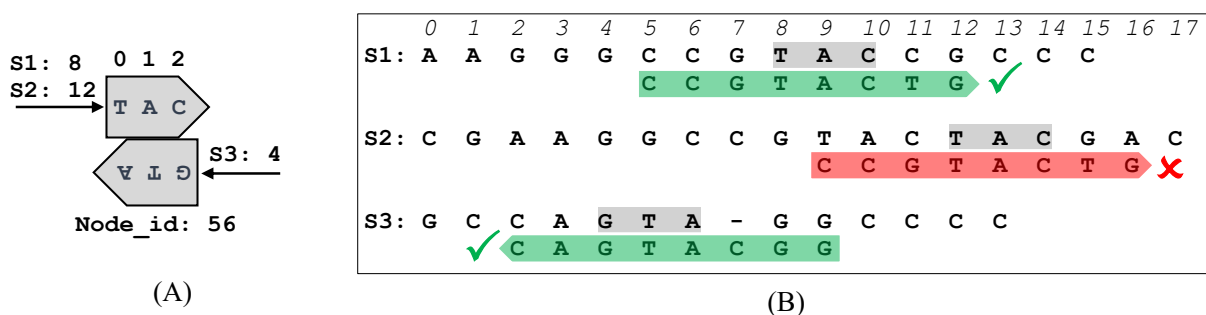 S1: 8
S2: 12
0 1 2
T A C
G T A
S3: 4
Node_id: 56
(A)
0 1 2 3 4 5 6 7 8 9 10 11 12 13 14 15 16 17
S1: A A G G G C C G T A C C G C C C
C C G T A C T G
S2: C G A A G G C C G T A C T A C G A C
C C G T A C T G
S3: G C C A G T A - G G C C C C
C A G T A C G G
(B)